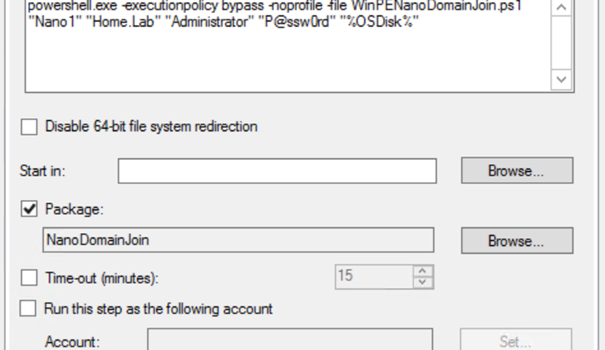 powershell.exe -executionpolicy bypass -noprofile -file WinPENanoDomainJoin.ps1
"Nano1" "Home.Lab" "Administrator" "P@ssw0rd" "%OSDisk%"
Disable 64-bit file system redirection
Start in:
Browse...
Package:
NanoDomainJoin
Browse...
Time-out (minutes):
15
Run this step as the following account
Account:
Set...